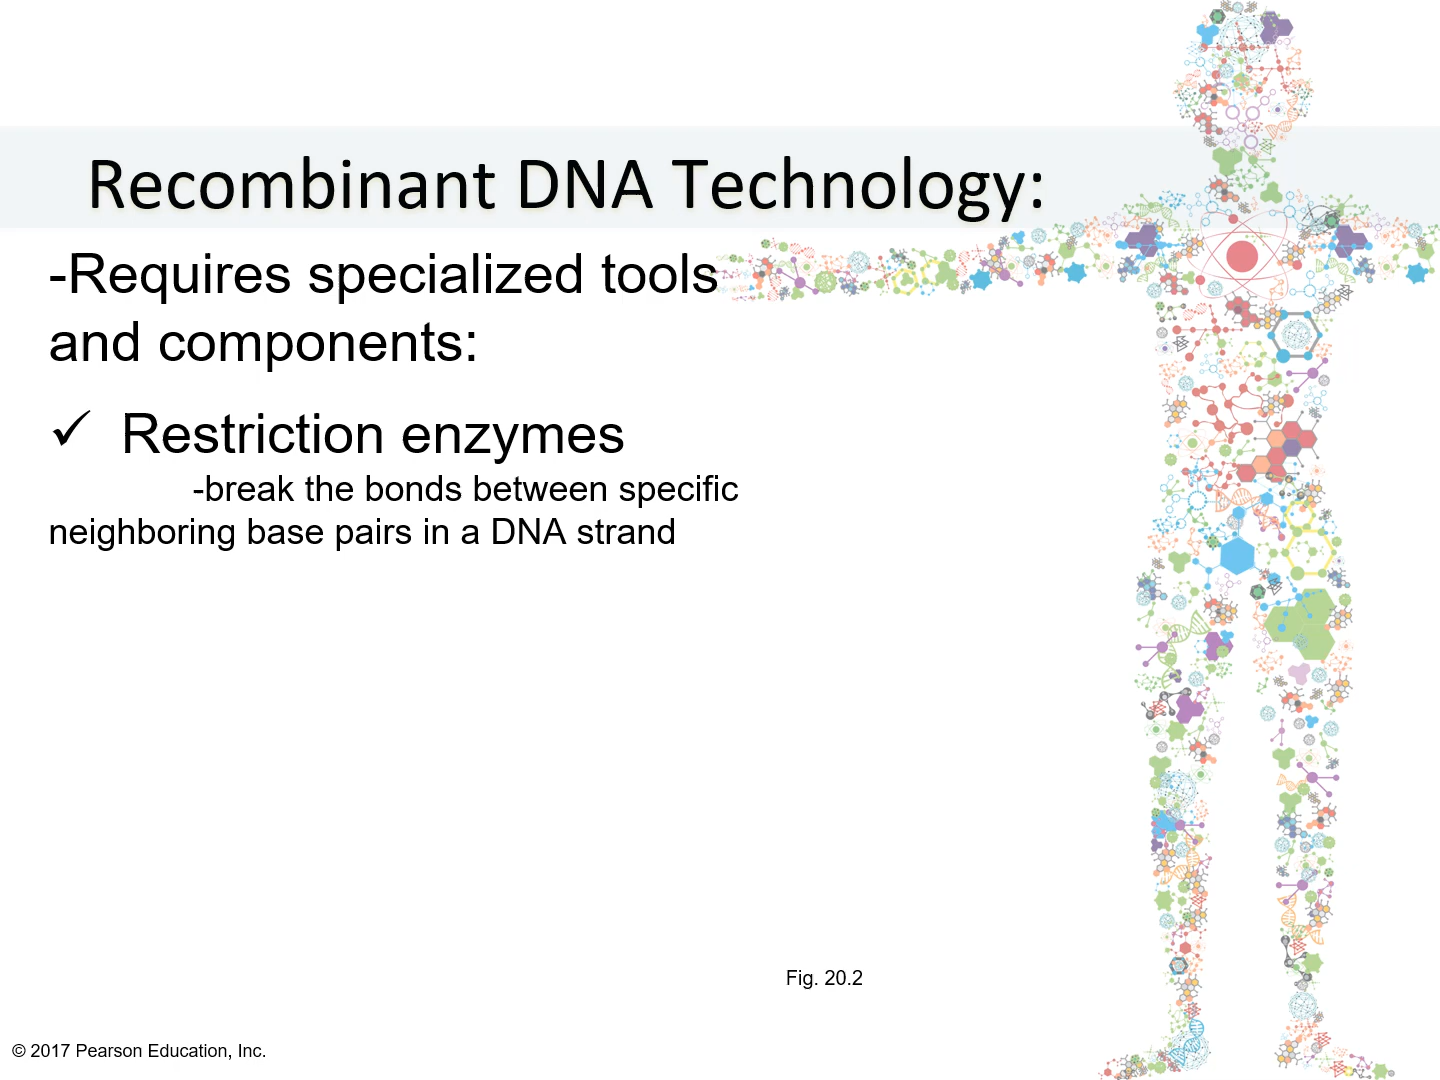 Recombinant DNA Technology:
-Requires specialized tools
and components:
✓ Restriction enzymes
-break the bonds between specific
neighboring base pairs in a DNA strand
Fig. 20.2
© 2017 Pearson Education, Inc.